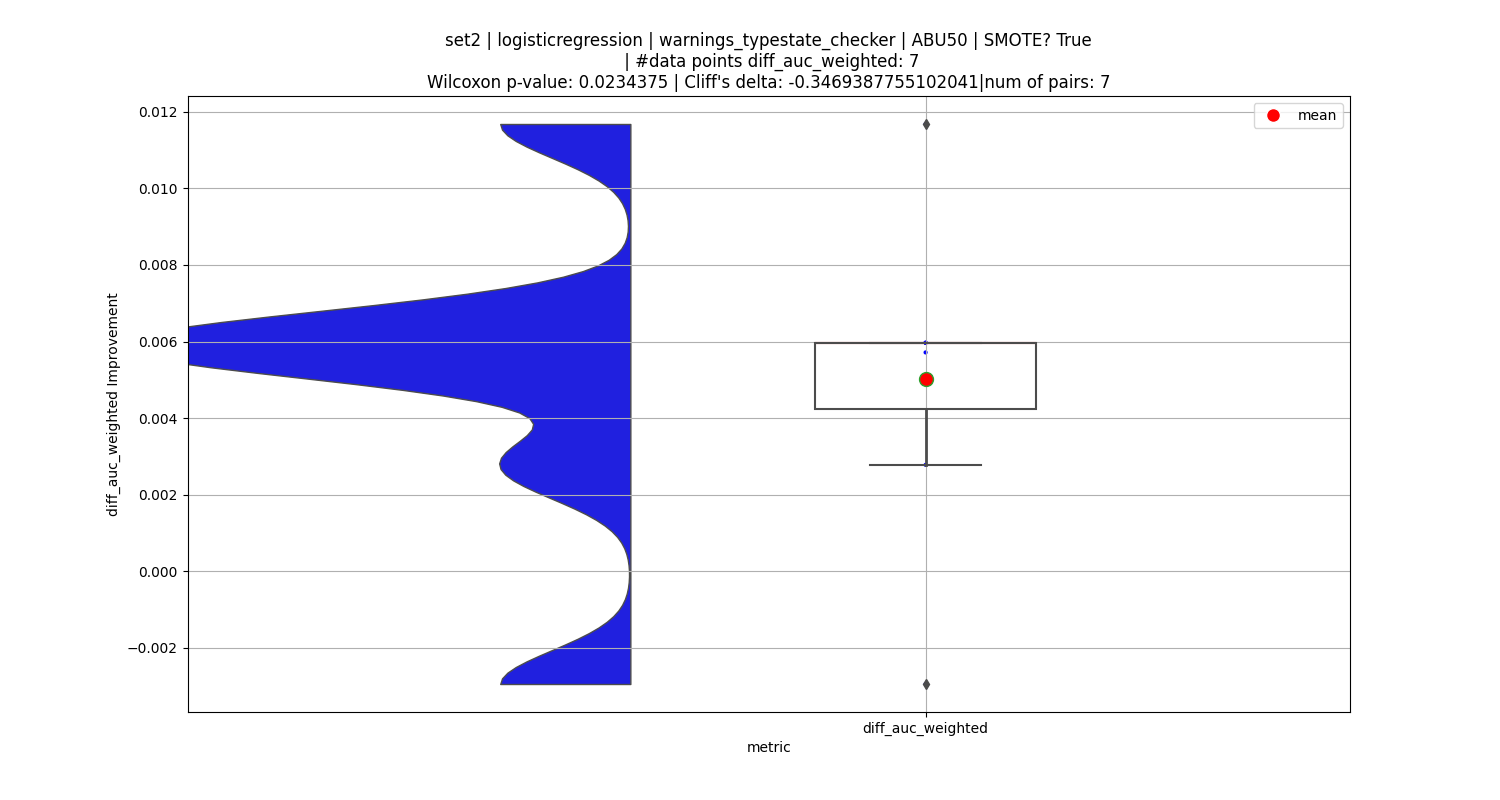 set2 | logisticregression | warnings_typestate_checker | ABU50 | SMOTE? True
| #data points diff_auc_weighted: 7
Wilcoxon p-value: 0.0234375 | Cliff's delta: -0.3469387755102041|num of pairs: 7
mean
0.012
0.010
0.008
0.006
0.004
0.002
0.000
−0.002
diff_auc_weighted Improvement
diff_auc_weighted
metric